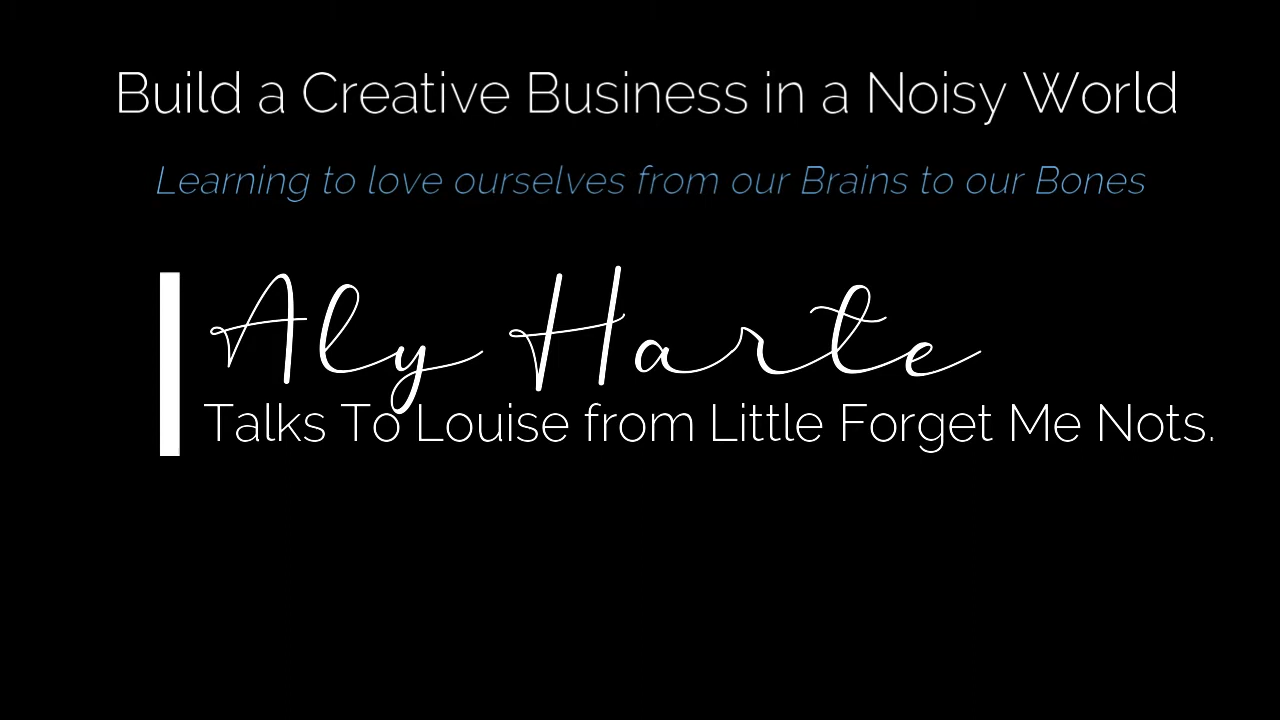 Build a Creative Business in a Noisy World
Learning to love ourselves from our Brains to our Bones
Aly Harte
Talks To Louise from Little Forget Me Nots.